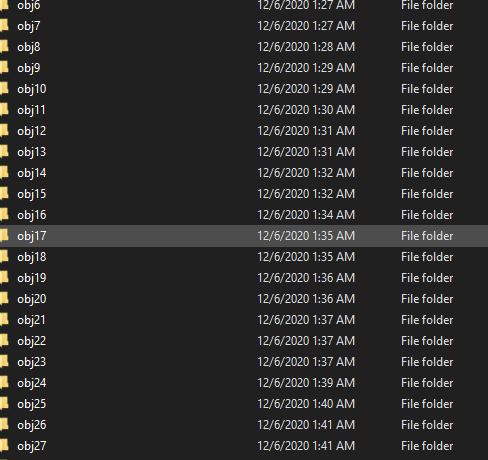 obj6 12/6/2020 1:27 AM File folder
obj7 12/6/2020 1:27 AM File folder
obj8 12/6/2020 1:28 AM File folder
obj9 12/6/2020 1:29 AM File folder
obj10 12/6/2020 1:29 AM File folder
obj11 12/6/2020 1:30 AM File folder
obj12 12/6/2020 1:31 AM File folder
obj13 12/6/2020 1:31 AM File folder
obj14 12/6/2020 1:32 AM File folder
obj15 12/6/2020 1:32 AM File folder
obj16 12/6/2020 1:34 AM File folder
obj17 12/6/2020 1:35 AM File folder
obj18 12/6/2020 1:35 AM File folder
obj19 12/6/2020 1:36 AM File folder
obj20 12/6/2020 1:36 AM File folder
obj21 12/6/2020 1:37 AM File folder
obj22 12/6/2020 1:37 AM File folder
obj23 12/6/2020 1:37 AM File folder
obj24 12/6/2020 1:39 AM File folder
obj25 12/6/2020 1:40 AM File folder
obj26 12/6/2020 1:41 AM File folder
obj27 12/6/2020 1:41 AM File folder